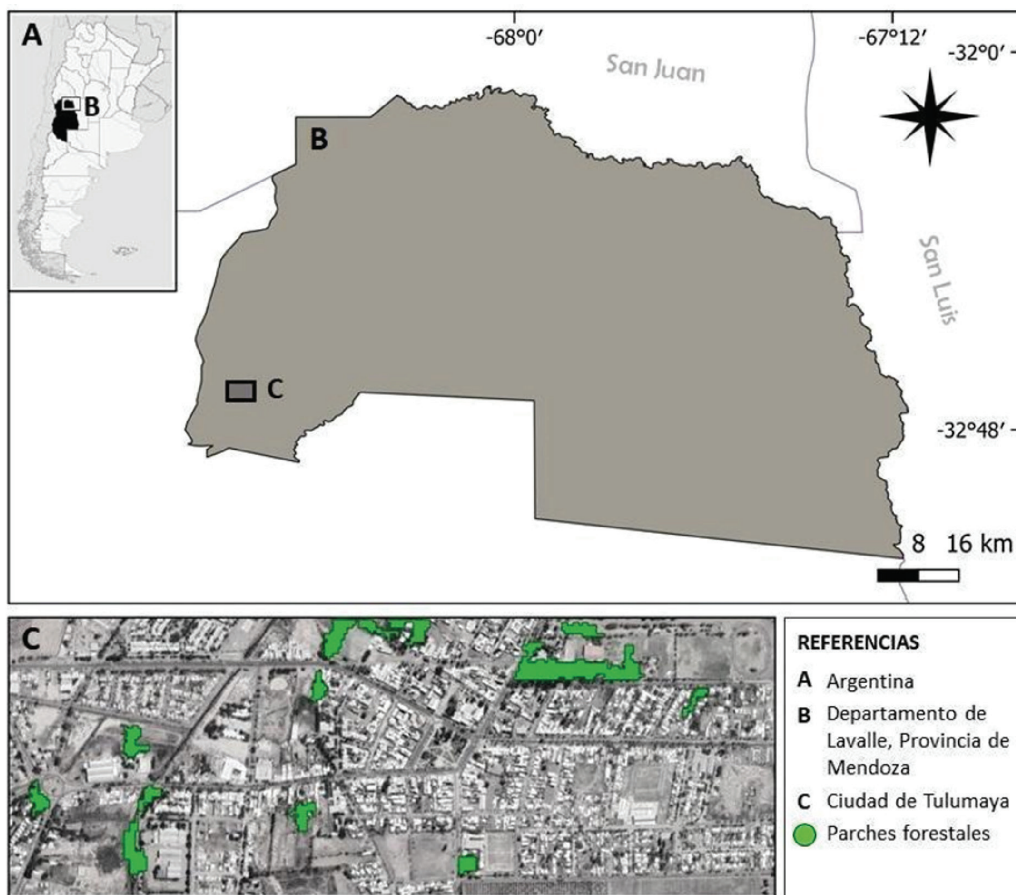 A
B
-68°0′
-67°12′
-32°0′
San Juan
B
San Luis
C
-32°48′
8 16 km
C
REFERENCIAS
A Argentina
B Departamento de
Lavalle, Provincia de
Mendoza
C Ciudad de Tulumaya
Parches forestales